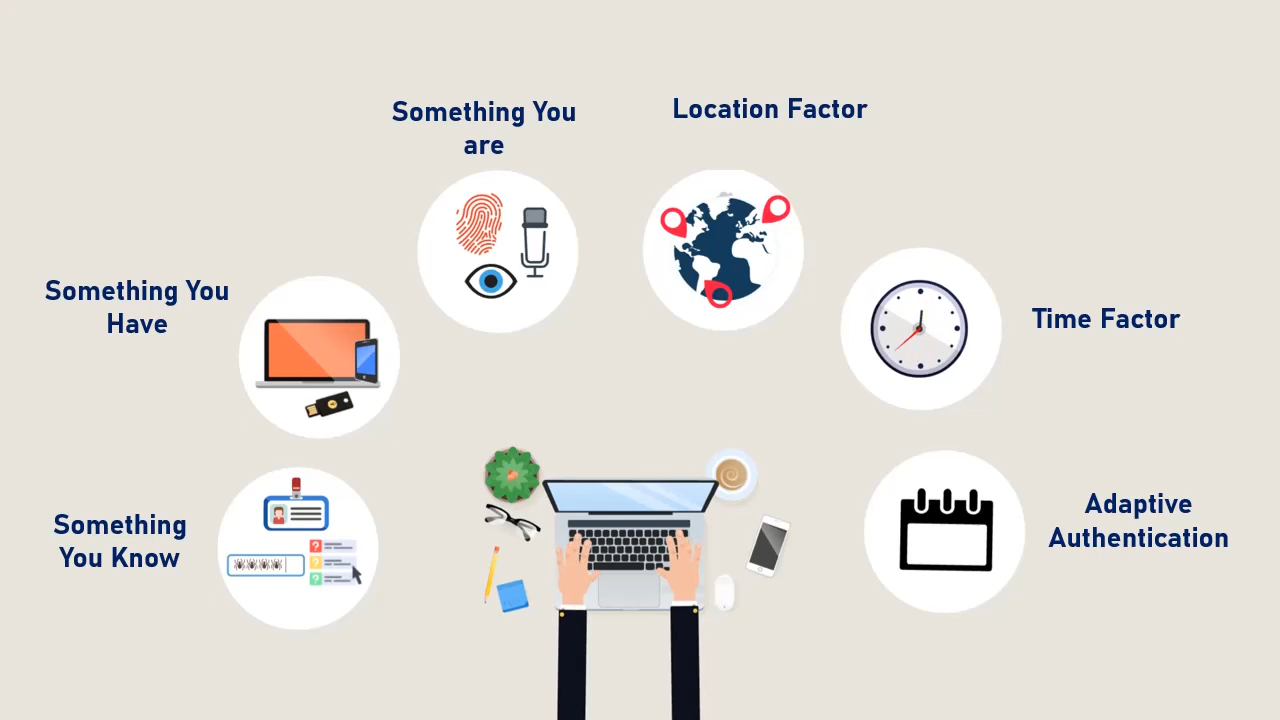 Something You
are
Location Factor
Something You
Have
Time Factor
Something
You Know
Adaptive
Authentication